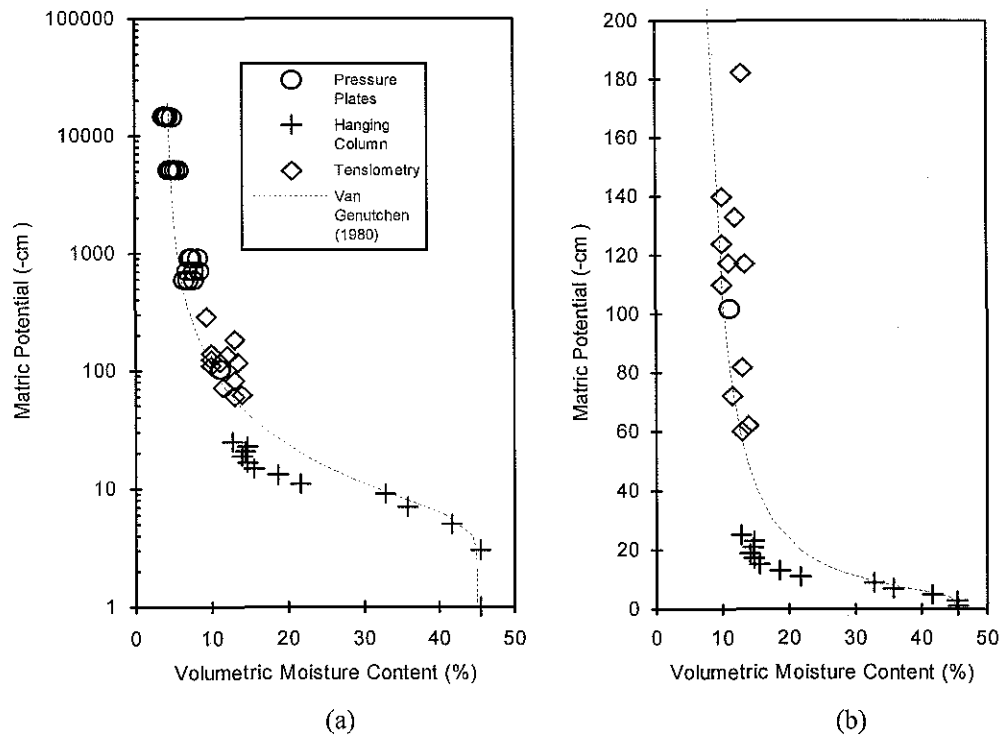 100000
10000
1000
100
10
1
Matric Potential (-cm)
0 10 20 30 40 50
Volumetric Moisture Content (%)
Pressure
Plates
Hanging
Column
Tensiometry
Van
Genutchen
(1980)
(a)
200
180
160
140
120
100
80
60
40
20
0
Matric Potential (-cm )
0 10 20 30 40 50
Volumetric Moisture Content (%)
(b)